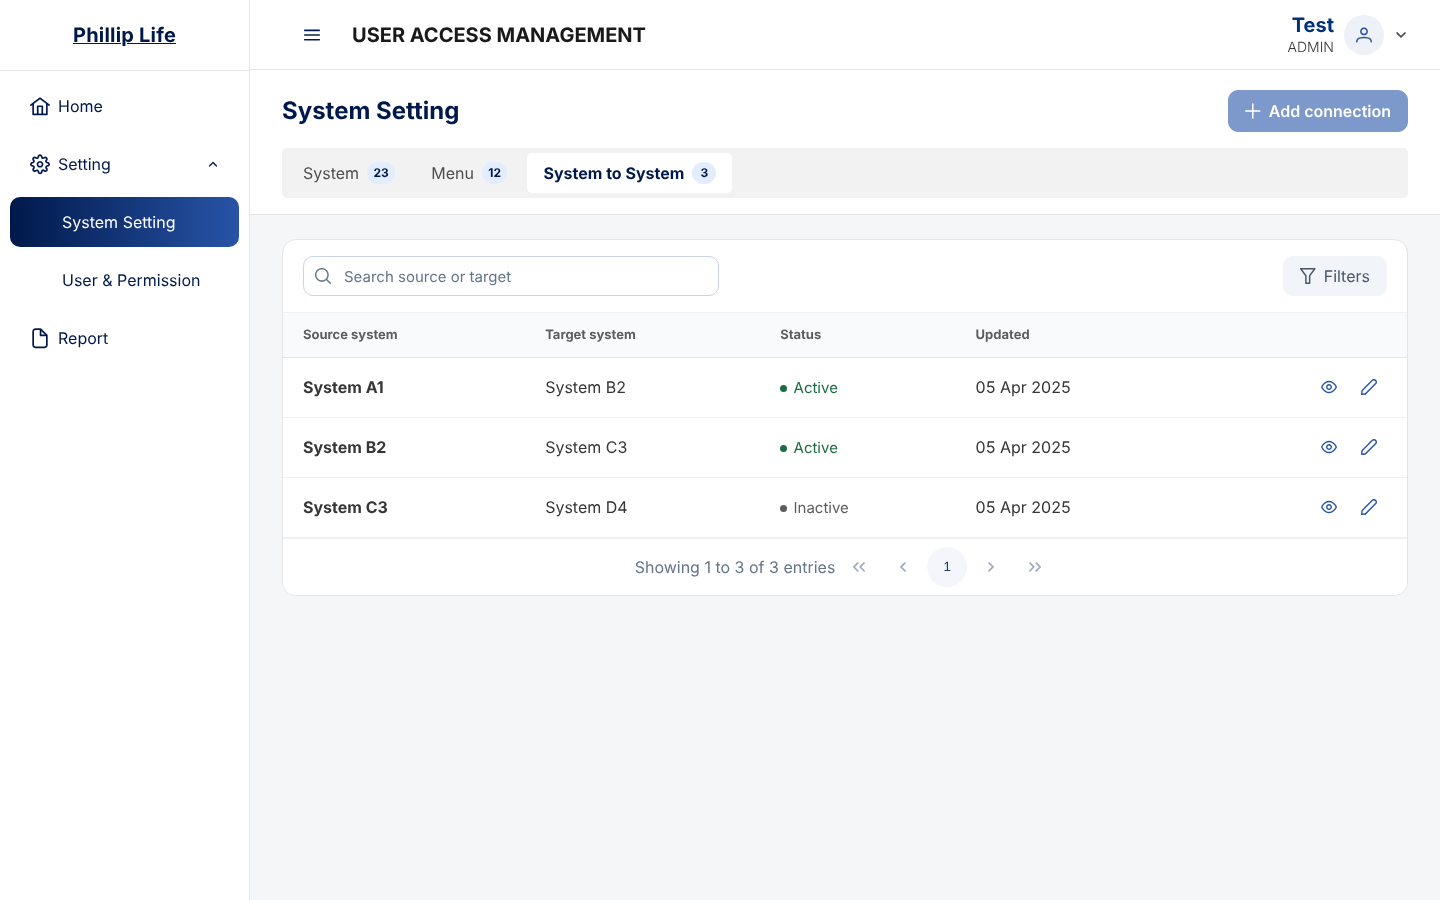 Phillip Life
USER ACCESS MANAGEMENT
Test
ADMIN
Home
Setting
System Setting
User & Permission
Report
System Setting
Add connection
System 23
Menu 12
System to System 3
Search source or target
Filters
Source system Target system Status Updated
System A1 System B2 Active 05 Apr 2025
System B2 System C3 Active 05 Apr 2025
System C3 System D4 Inactive 05 Apr 2025
Showing 1 to 3 of 3 entries 1